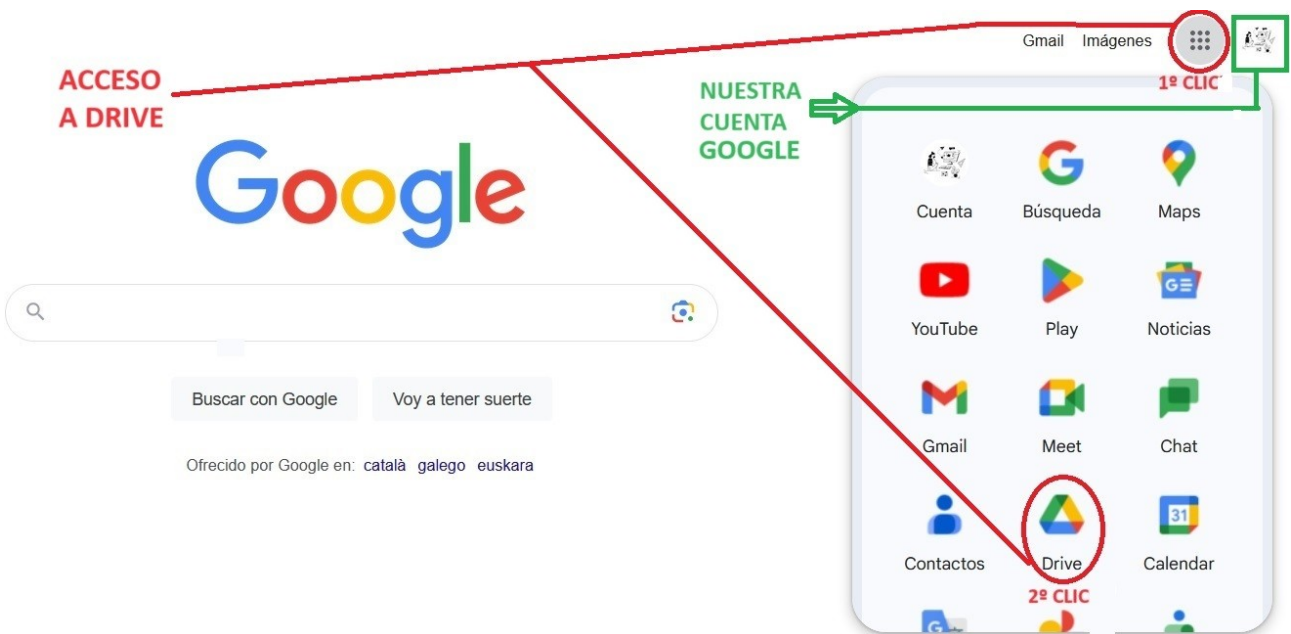 Gmail Imágenes
1º CLIC
ACCESO
A DRIVE
NUESTRA
CUENTA
GOOGLE
Google
Buscar con Google Voy a tener suerte
Ofrecido por Google en: català galego euskara
Cuenta Búsqueda Maps
YouTube Play Noticias
Gmail Meet Chat
31
Contactos Drive Calendar
2º CLIC